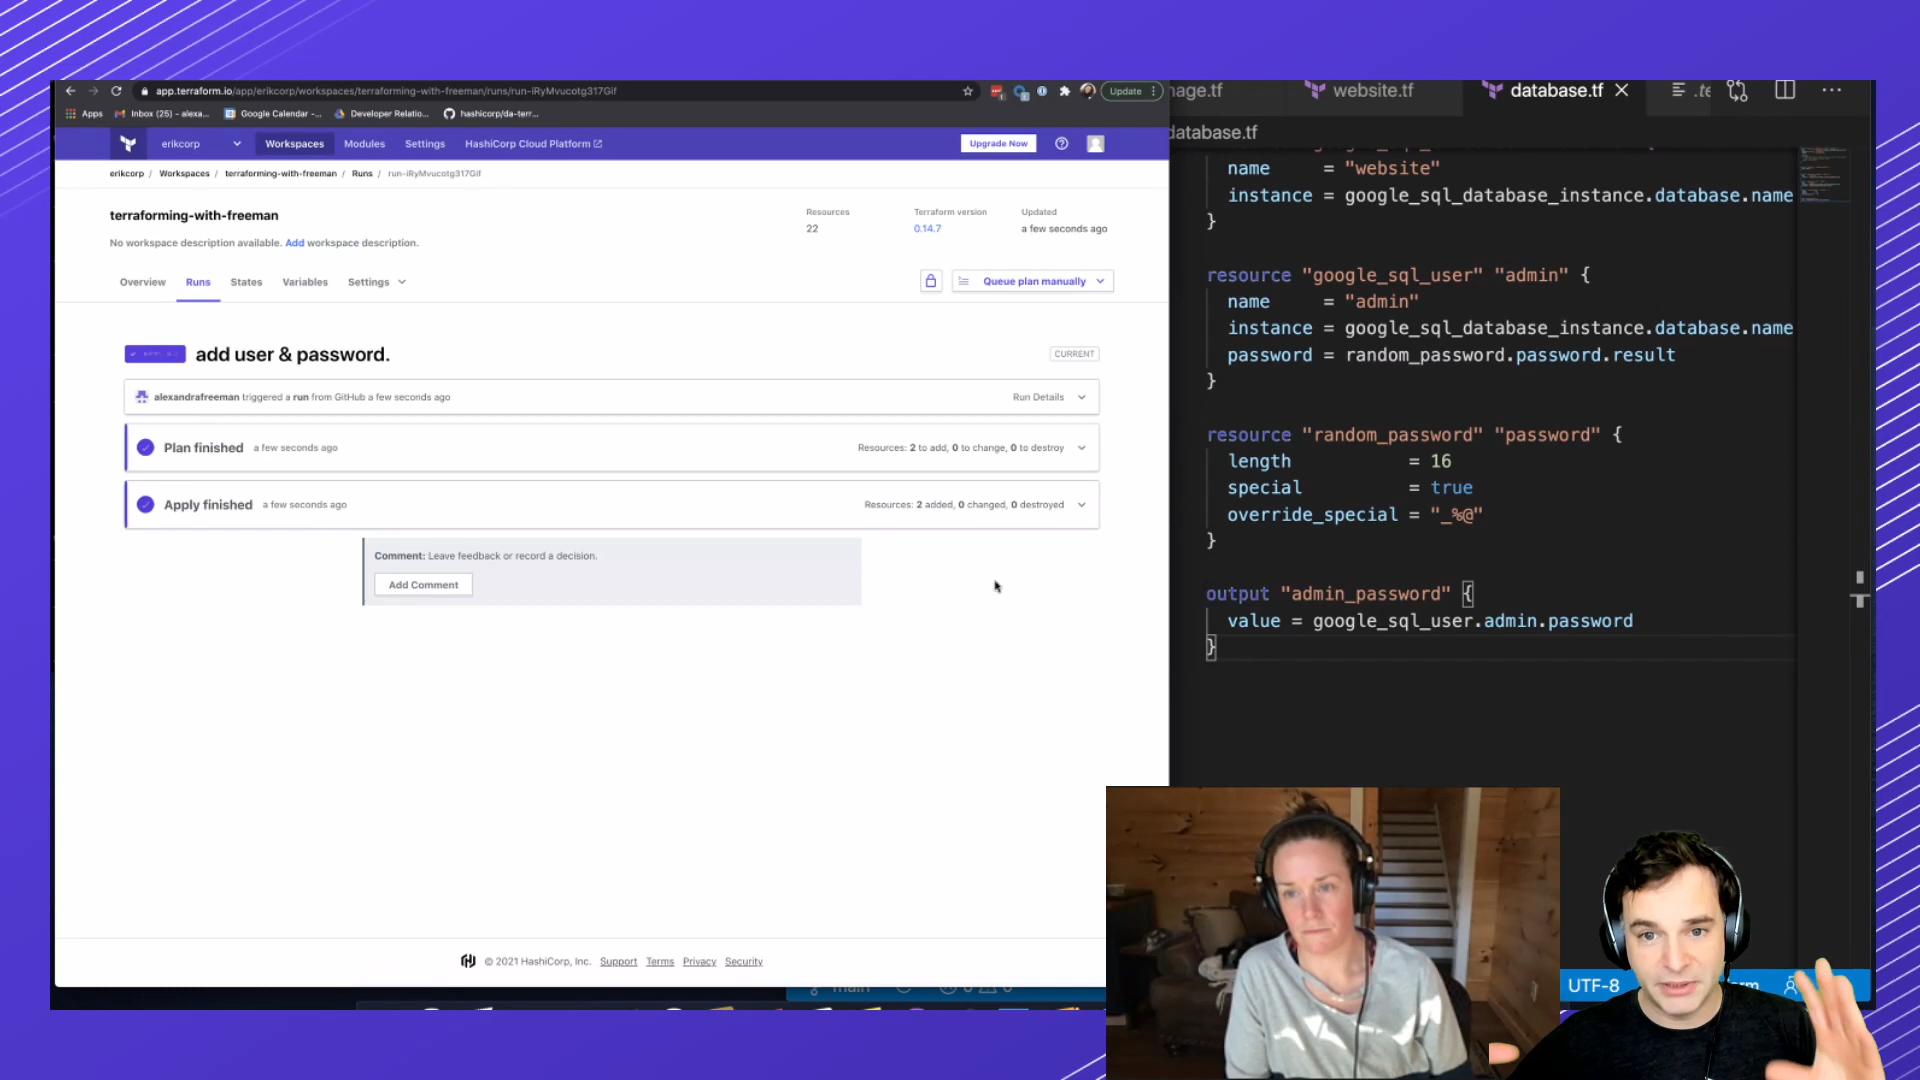 app.terraform.io/app/erikcorp/workspaces/terraforming-with-freeman/runs/run-iRyMvucotg317Gif
Update
Apps
Inbox (25) - alexa...
Google Calendar -...
Developer Relatio...
hashicorp/da-terr...
erikcorp
Workspaces
Modules
Settings
HashiCorp Cloud Platform
Upgrade Now
erikcorp / Workspaces / terraforming-with-freeman / Runs / run-iRyMvucotg317Gif
terraforming-with-freeman
No workspace description available. Add workspace description.
Resources
22
Terraform version
0.14.7
Updated
a few seconds ago
Overview
Runs
States
Variables
Settings
Queue plan manually
add user & password.
CURRENT
alexandrafreeman triggered a run from GitHub a few seconds ago
Run Details
Plan finished a few seconds ago
Resources: 2 to add, 0 to change, 0 to destroy
Apply finished a few seconds ago
Resources: 2 added, 0 changed, 0 destroyed
Comment: Leave feedback or record a decision.
Add Comment
© 2021 HashiCorp, Inc. Support Terms Privacy Security
nage.tf
website.tf
database.tf
.te
database.tf
name = "website"
instance = google_sql_database_instance.database.name
}
resource "google_sql_user" "admin" {
name = "admin"
instance = google_sql_database_instance.database.name
password = random_password.password.result
}
resource "random_password" "password" {
length = 16
special = true
override_special = "_%@"
}
output "admin_password" {
value = google_sql_user.admin.password
}
main
UTF-8